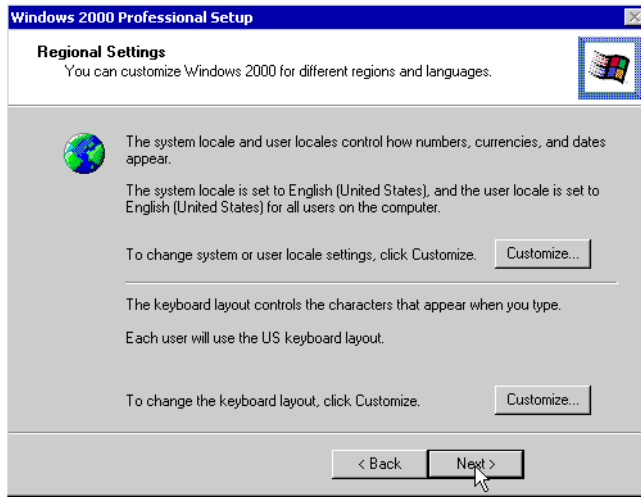 Windows 2000 Professional Setup
Regional Settings
You can customize Windows 2000 for different regions and languages.
The system locale and user locales control how numbers, currencies, and dates
appear.
The system locale is set to English (United States), and the user locale is set to
English (United States) for all users on the computer.
To change system or user locale settings, click Customize.
Customize...
The keyboard layout controls the characters that appear when you type.
Each user will use the US keyboard layout.
To change the keyboard layout, click Customize.
Customize...
< Back
Next >